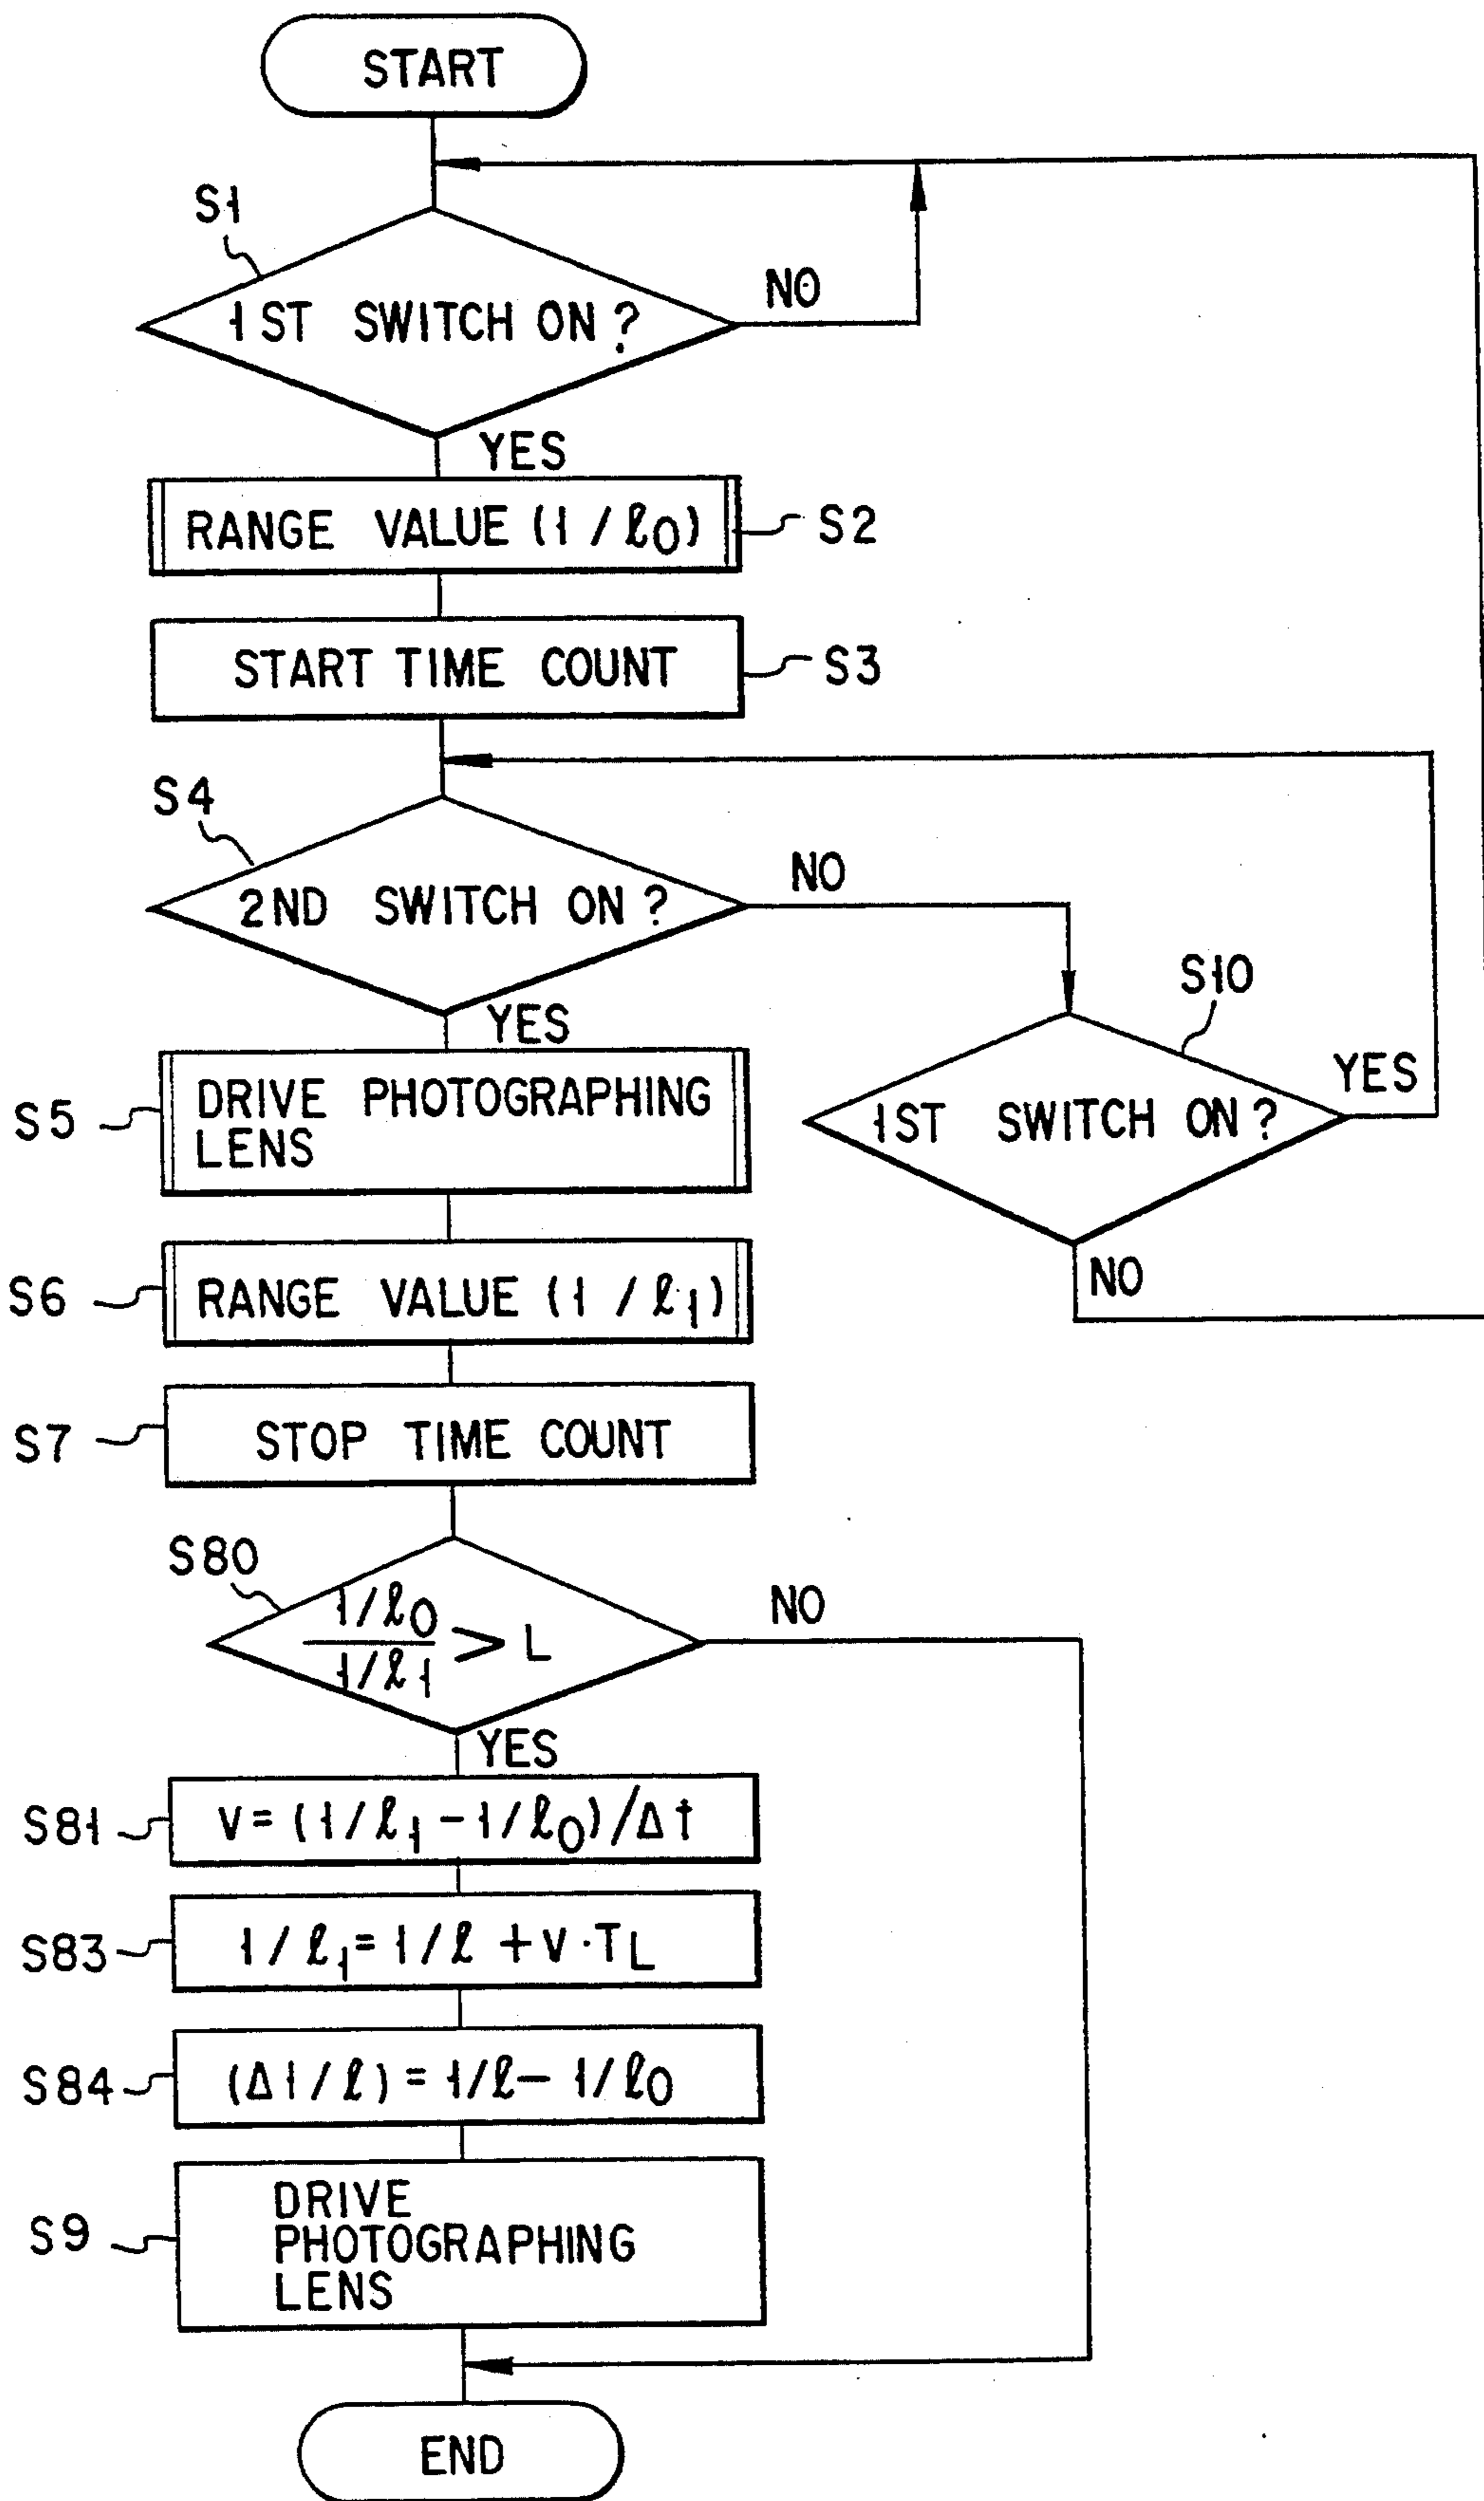 START
S1
1ST SWITCH ON ?
NO
YES
RANGE VALUE (1/ℓ0)
S2
START TIME COUNT
S3
S4
2ND SWITCH ON ?
NO
YES
S10
1ST SWITCH ON ?
YES
NO
S5
DRIVE PHOTOGRAPHING
LENS
S6
RANGE VALUE (1/ℓ1)
S7
STOP TIME COUNT
S80
1/ℓ0
> L
1/ℓ1
NO
YES
S81
V=(1/ℓ1-1/ℓ0)/Δt
S83
1/ℓ1=1/ℓ+V·TL
S84
(Δ1/ℓ)=1/ℓ-1/ℓ0
S9
DRIVE
PHOTOGRAPHING
LENS
END